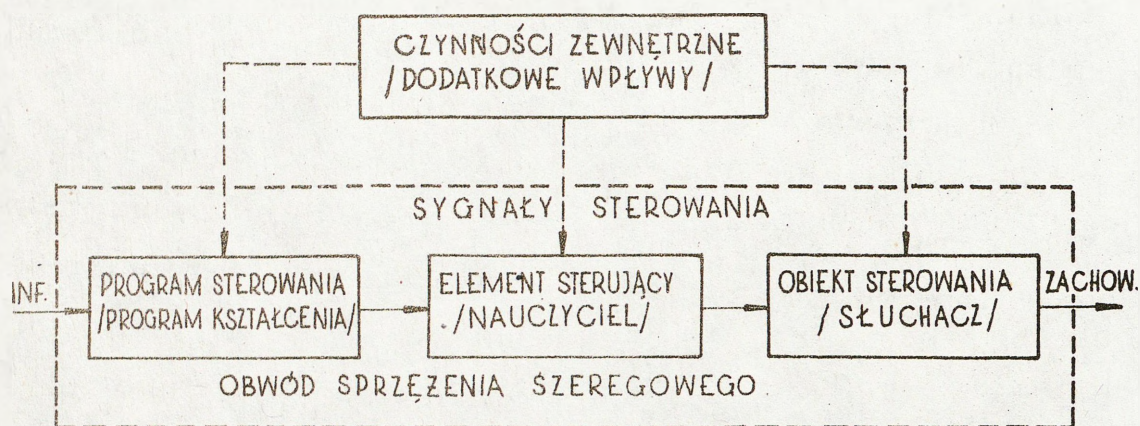 CZYNNOŚCI ZEWNĘTRZNE
/DODATKOWE WPŁYWY/
SYGNAŁY STEROWANIA
INF.
PROGRAM STEROWANIA
/PROGRAM KSZTAŁCENIA/
ELEMENT STERUJĄCY
/NAUCZYCIEL/
OBIEKT STEROWANIA
/SŁUCHACZ/
ZACHOW.
OBWÓD SPRZĘŻENIA SZEREGOWEGO